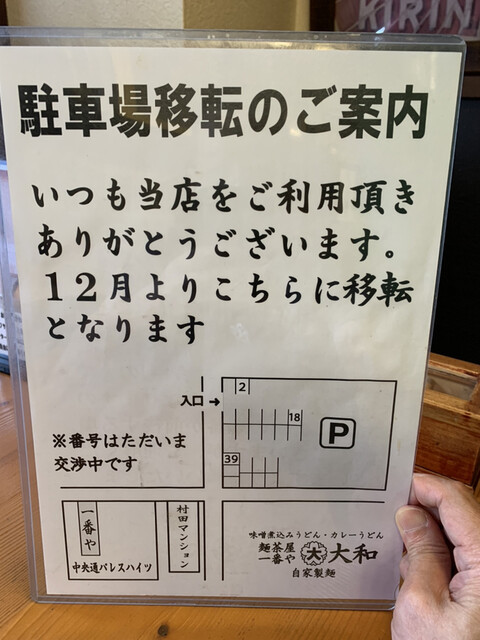 KIRIN
駐車場移転のご案内
いつも当店をご利用頂き
ありがとうございます。
12月よりこちらに移転
となります
入口→
2
18
P
39
※番号はただいま
交渉中です
一番や
中央通パレスハイツ
村田マンション
味噌煮込みうどん・カレーうどん
麺茶屋
一番や
大
大和
自家製麺